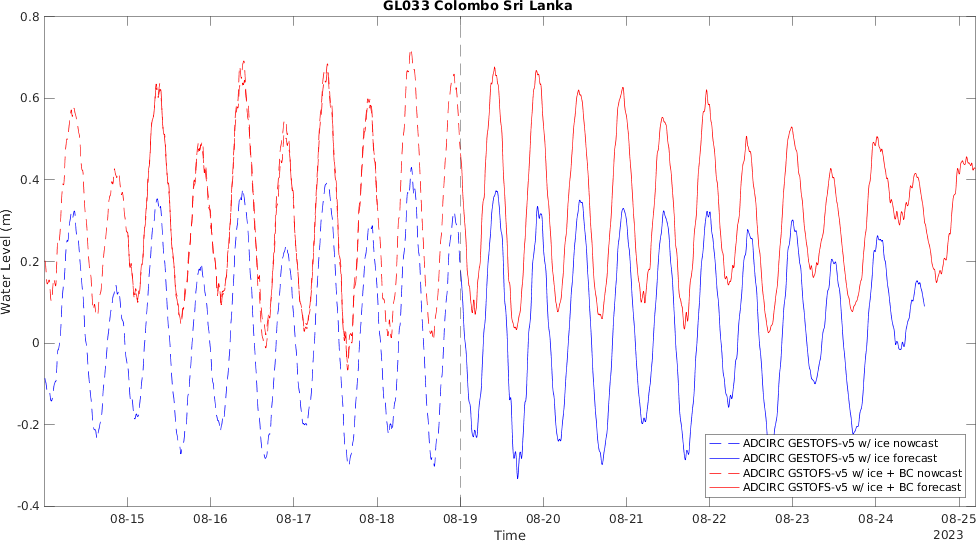 GL033 Colombo Sri Lanka
0.8
0.6
0.4
0.2
0
-0.2
-0.4
Water Level (m)
08-15 08-16 08-17 08-18 08-19 08-20 08-21 08-22 08-23 08-24 08-25
Time
2023
ADCIRC GESTOFS-v5 w/ ice nowcast
ADCIRC GESTOFS-v5 w/ ice forecast
ADCIRC GSTOFS-v5 w/ ice + BC nowcast
ADCIRC GSTOFS-v5 w/ ice + BC forecast